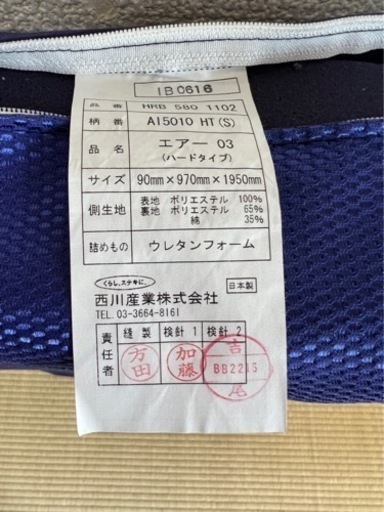 IB0616
品番 HRB 580 1102
柄番 AI5010 HT(S)
品名 エアー 03
(ハードタイプ)
サイズ 90mm×970mm×1950mm
側生地 表地 ポリエステル 100%
裏地 ポリエステル 65%
綿 35%
詰めもの ウレタンフォーム
くらし、ステキに。
日本製
西川産業株式会社
TEL. 03-3664-8161
責任者 縫製 検針1 検針2
万田 加藤 吉尾
BB2215